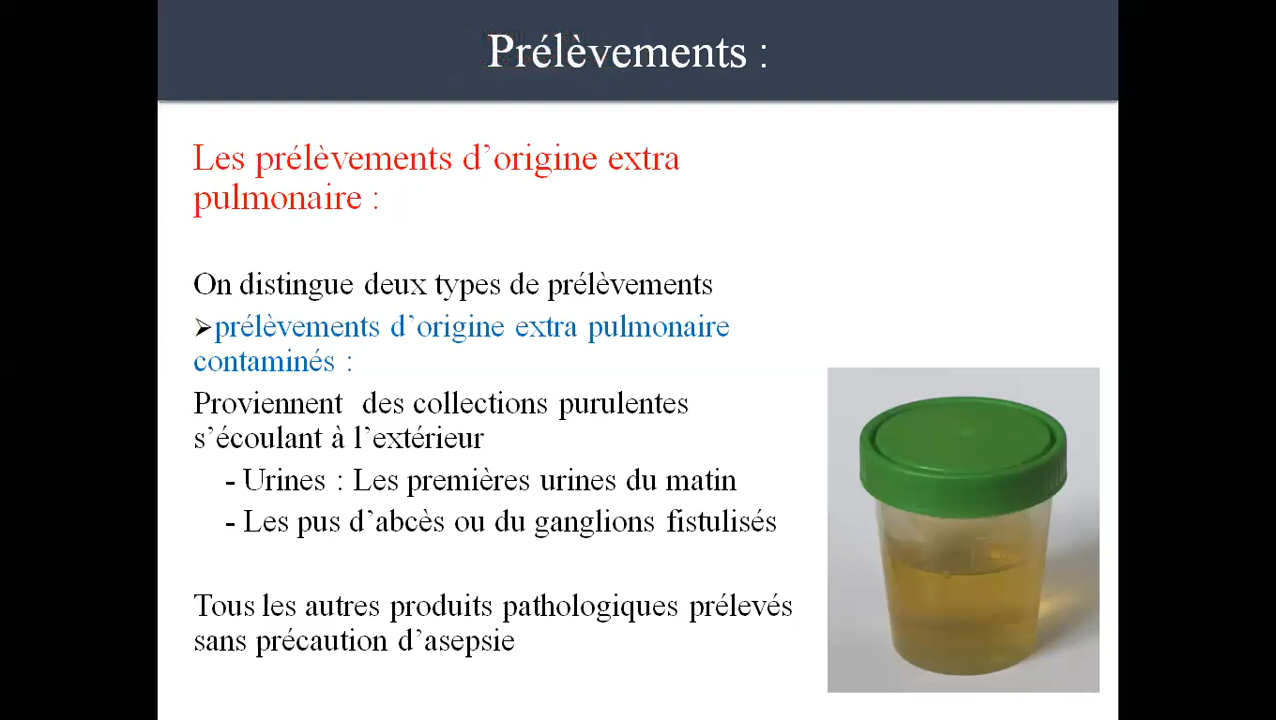 Prélèvements :
Les prélèvements d’origine extra
pulmonaire :
On distingue deux types de prélèvements
➢prélèvements d’origine extra pulmonaire
contaminés :
Proviennent des collections purulentes
s’écoulant à l’extérieur
- Urines : Les premières urines du matin
- Les pus d’abcès ou du ganglions fistulisés
Tous les autres produits pathologiques prélevés
sans précaution d’asepsie